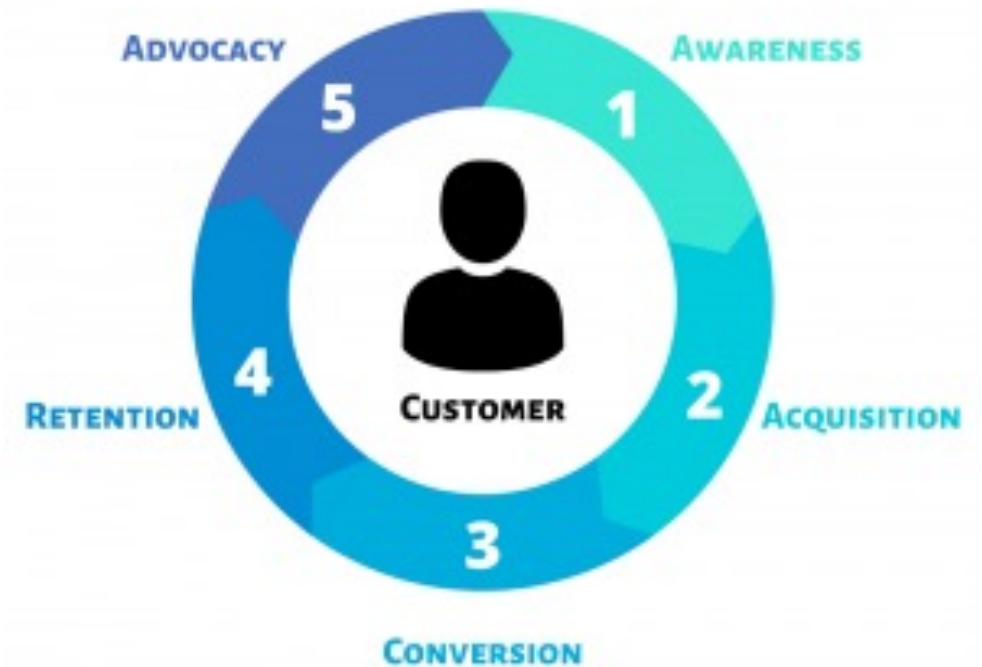 ADVOCACY
AWARENESS
5
1
CUSTOMER
4
2
RETENTION
ACQUISITION
3
CONVERSION